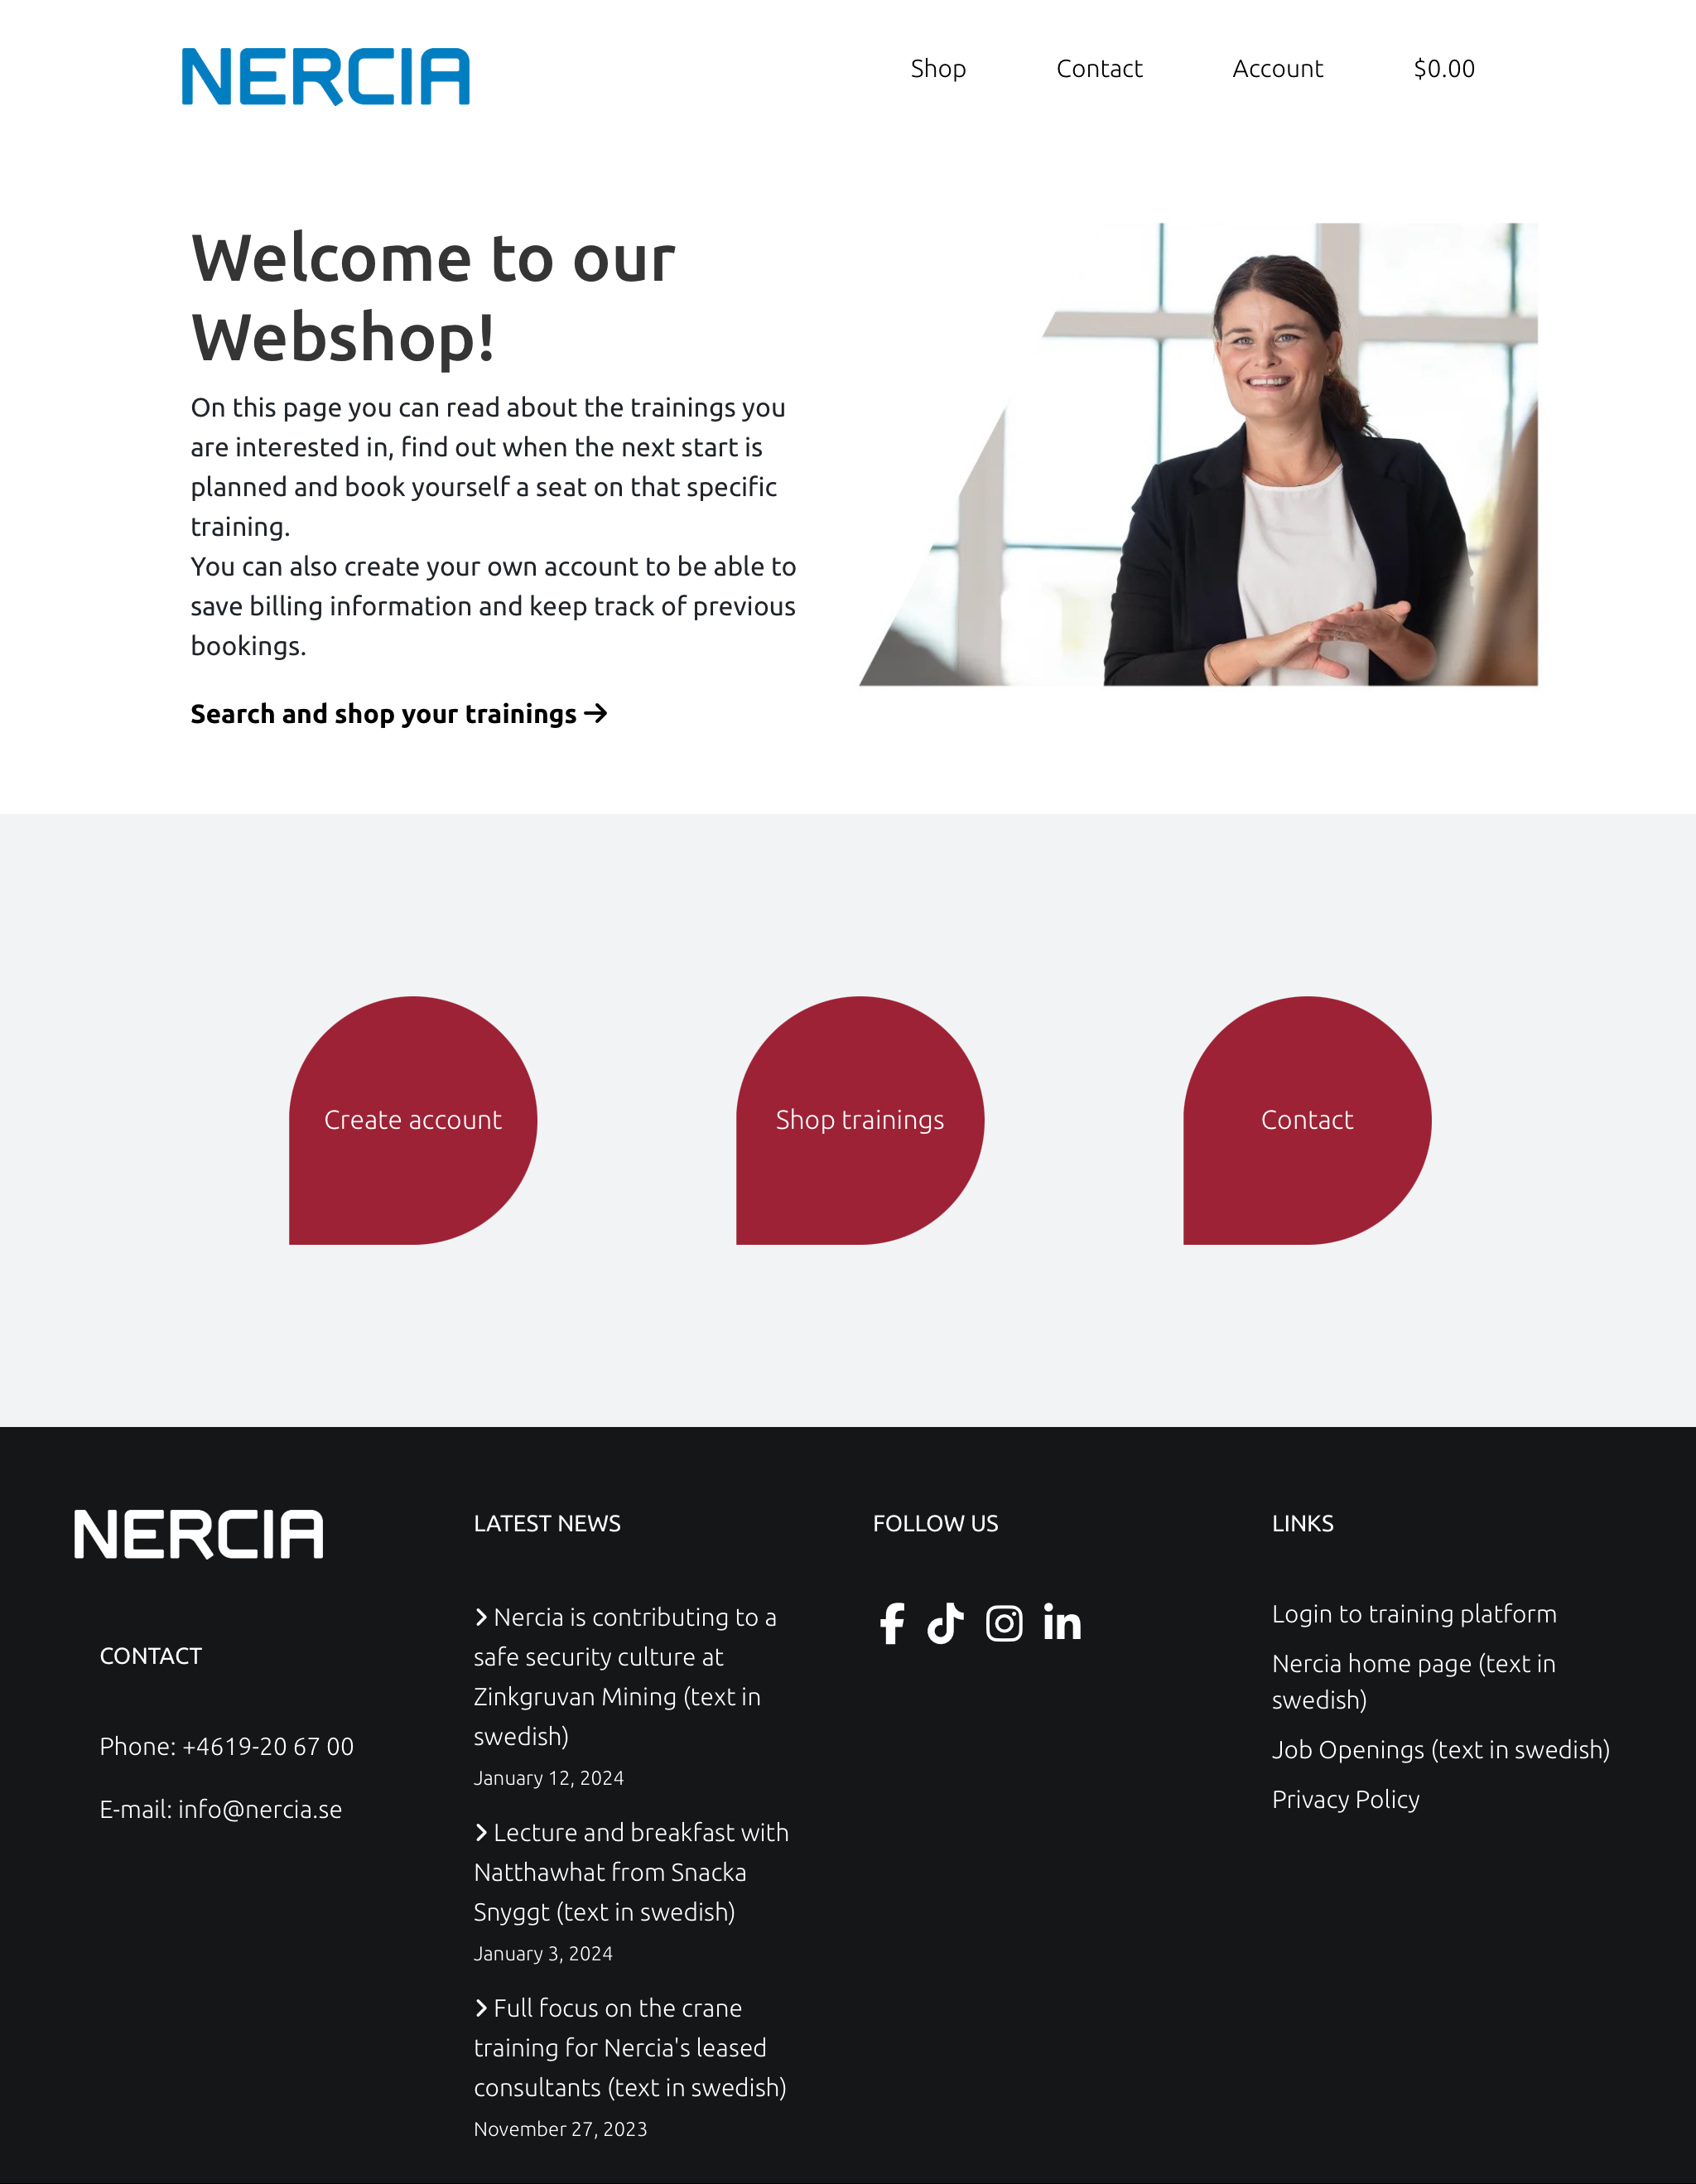 NERCIA
Shop
Contact
Account
$0.00
Welcome to our
Webshop!
On this page you can read about the trainings you
are interested in, find out when the next start is
planned and book yourself a seat on that specific
training.
You can also create your own account to be able to
save billing information and keep track of previous
bookings.
Search and shop your trainings
Create account
Shop trainings
Contact
NERCIA
CONTACT
Phone: +4619-20 67 00
E-mail: info@nercia.se
LATEST NEWS
Nercia is contributing to a
safe security culture at
Zinkgruvan Mining (text in
swedish)
January 12, 2024
Lecture and breakfast with
Natthawhat from Snacka
Snyggt (text in swedish)
January 3, 2024
Full focus on the crane
training for Nercia's leased
consultants (text in swedish)
November 27, 2023
FOLLOW US
LINKS
Login to training platform
Nercia home page (text in
swedish)
Job Openings (text in swedish)
Privacy Policy